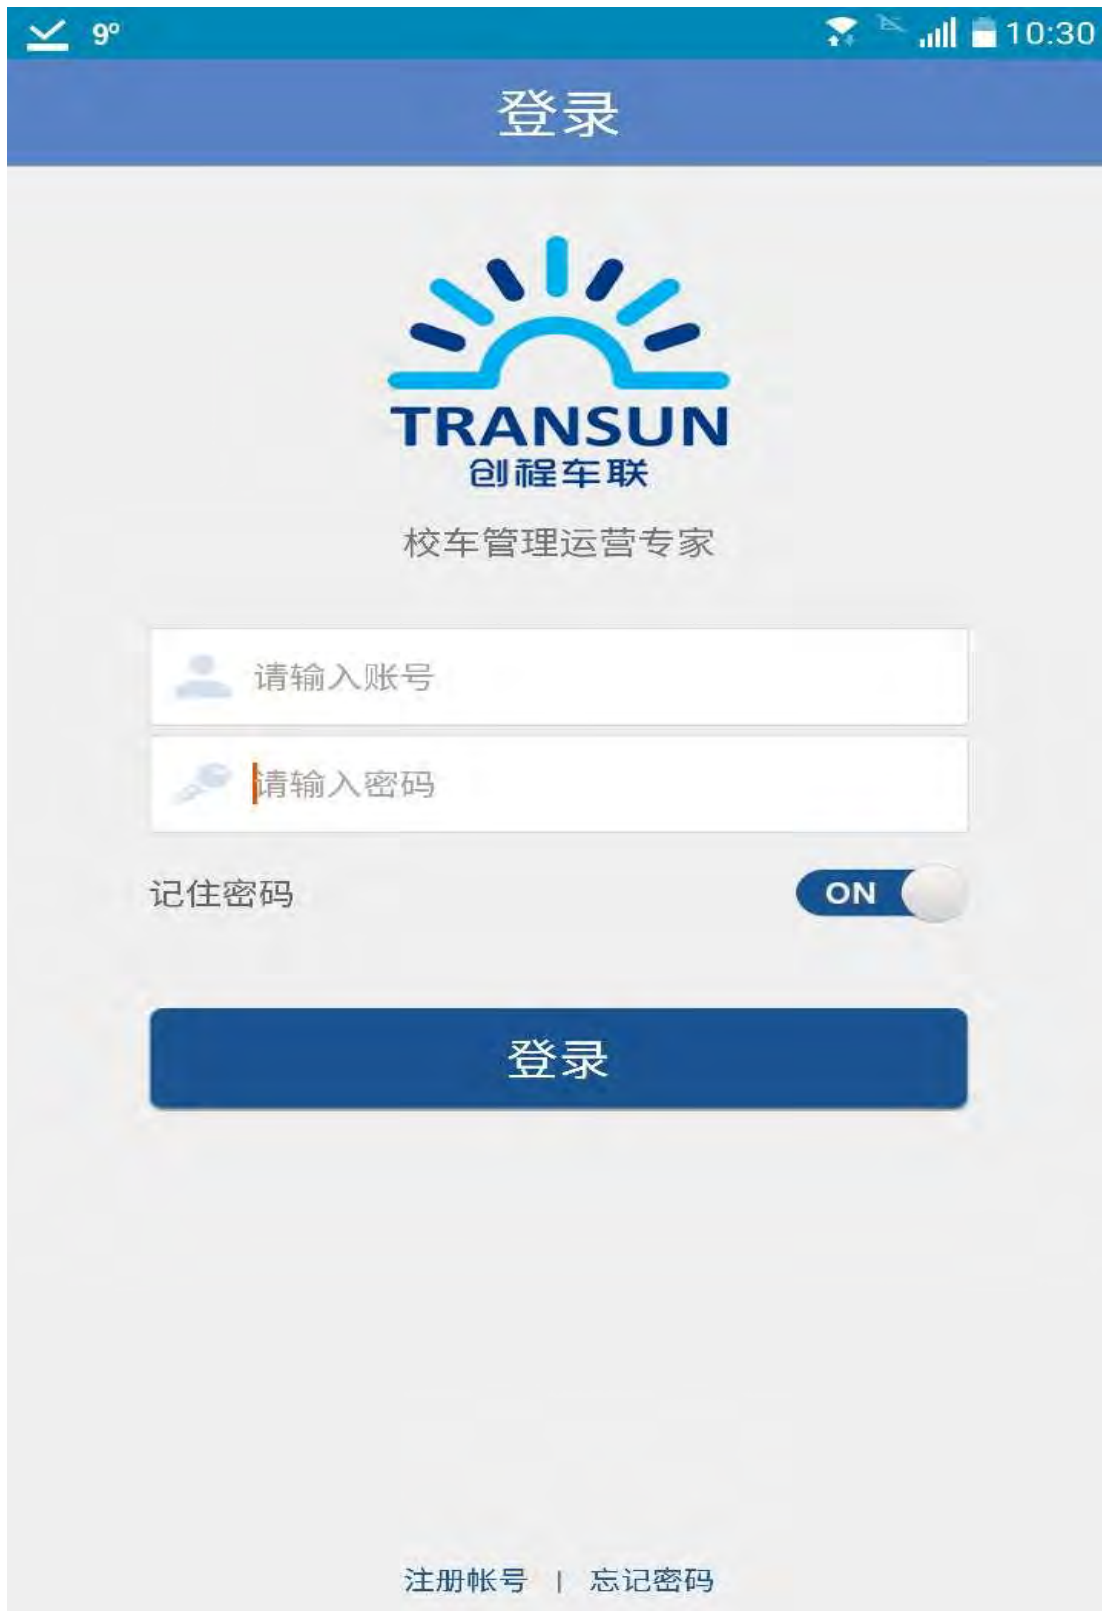 9° 10:30
登录
TRANSUN
创程车联
校车管理运营专家
请输入账号
请输入密码
记住密码 ON
登录
注册帐号 | 忘记密码